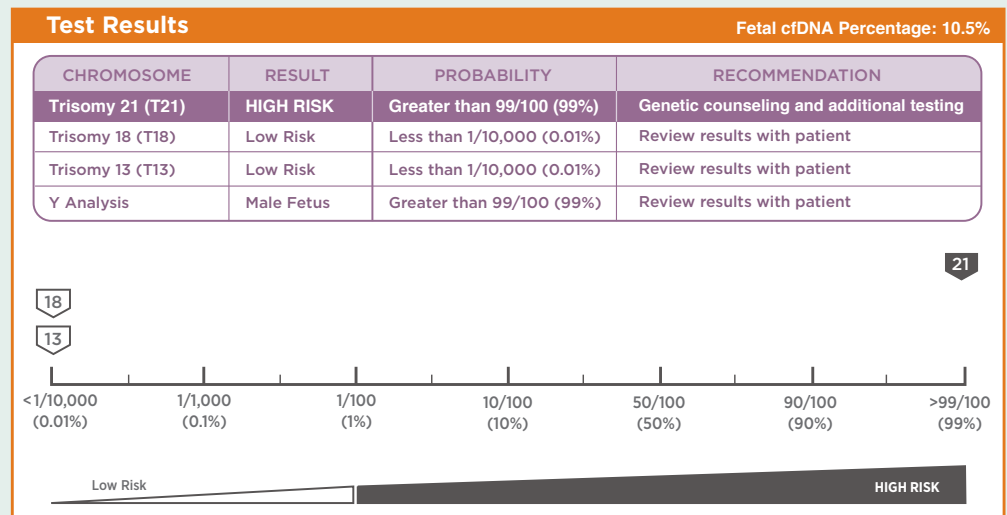 Test Results Fetal cfDNA Percentage: 10.5%
CHROMOSOME RESULT PROBABILITY RECOMMENDATION
Trisomy 21 (T21) HIGH RISK Greater than 99/100 (99%) Genetic counseling and additional testing
Trisomy 18 (T18) Low Risk Less than 1/10,000 (0.01%) Review results with patient
Trisomy 13 (T13) Low Risk Less than 1/10,000 (0.01%) Review results with patient
Y Analysis Male Fetus Greater than 99/100 (99%) Review results with patient
21
18
13
<1/10,000 1/1,000 1/100 10/100 50/100 90/100 >99/100
(0.01%) (0.1%) (1%) (10%) (50%) (90%) (99%)
Low Risk HIGH RISK